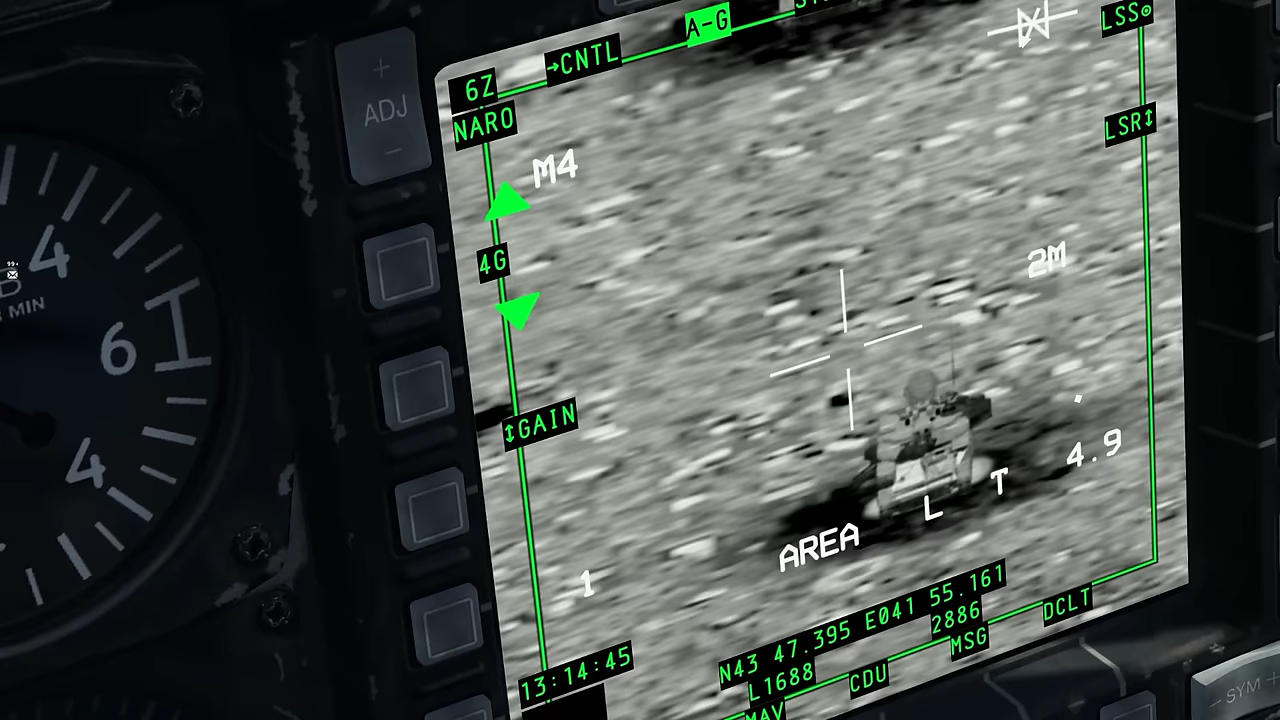 A-G
→CNTL
6Z
NARO
M4
4G
↕GAIN
1
13:14:45
LSS⊙
LSR↕
2M
4.9
L T
AREA
N43 47.395 E041 55.161
L1688 2886
MAV CDU MSG DCLT
+
ADJ
-
4
6
4
MIN
99+
- SYM +